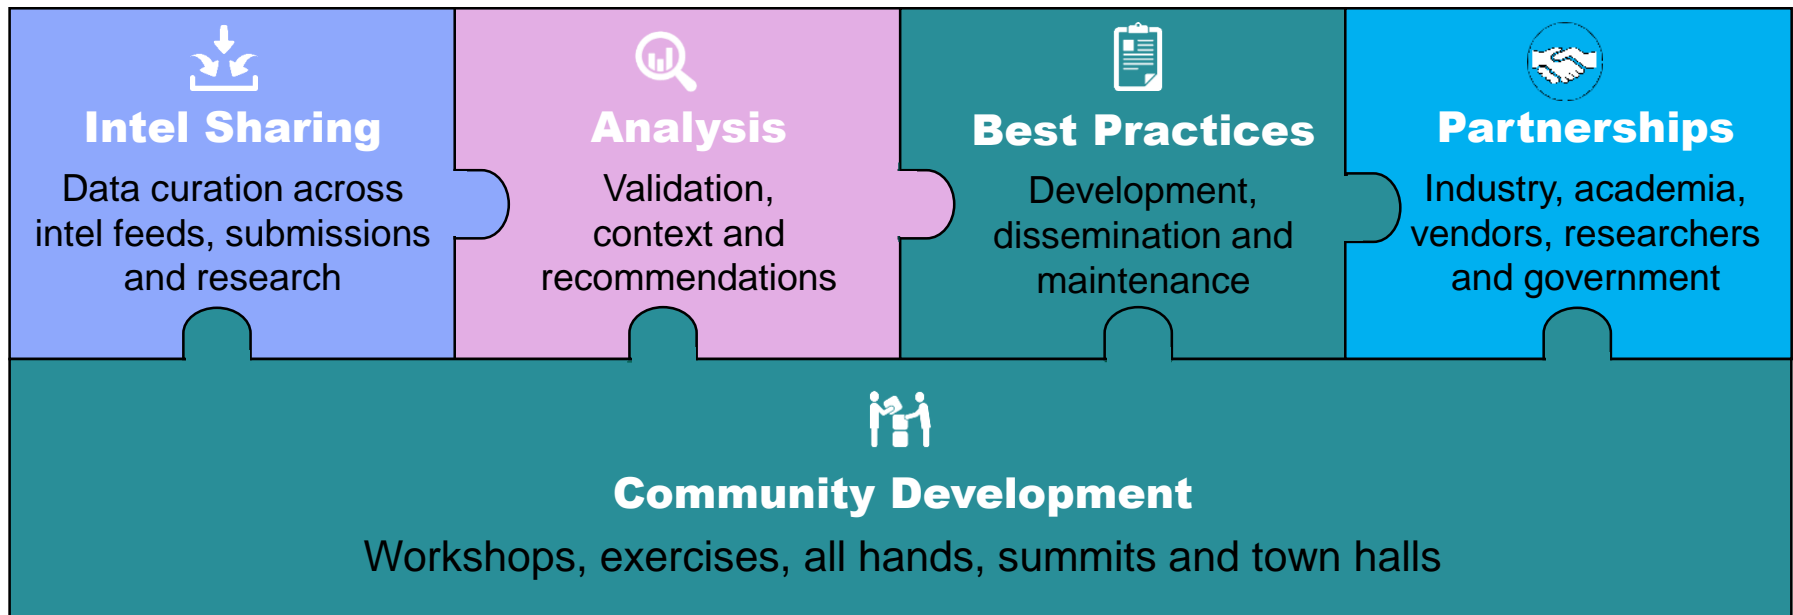 Intel Sharing
Data curation across
intel feeds, submissions
and research
Analysis
Validation,
context and
recommendations
Best Practices
Development,
dissemination and
maintenance
Partnerships
Industry, academia,
vendors, researchers
and government
Community Development
Workshops, exercises, all hands, summits and town halls